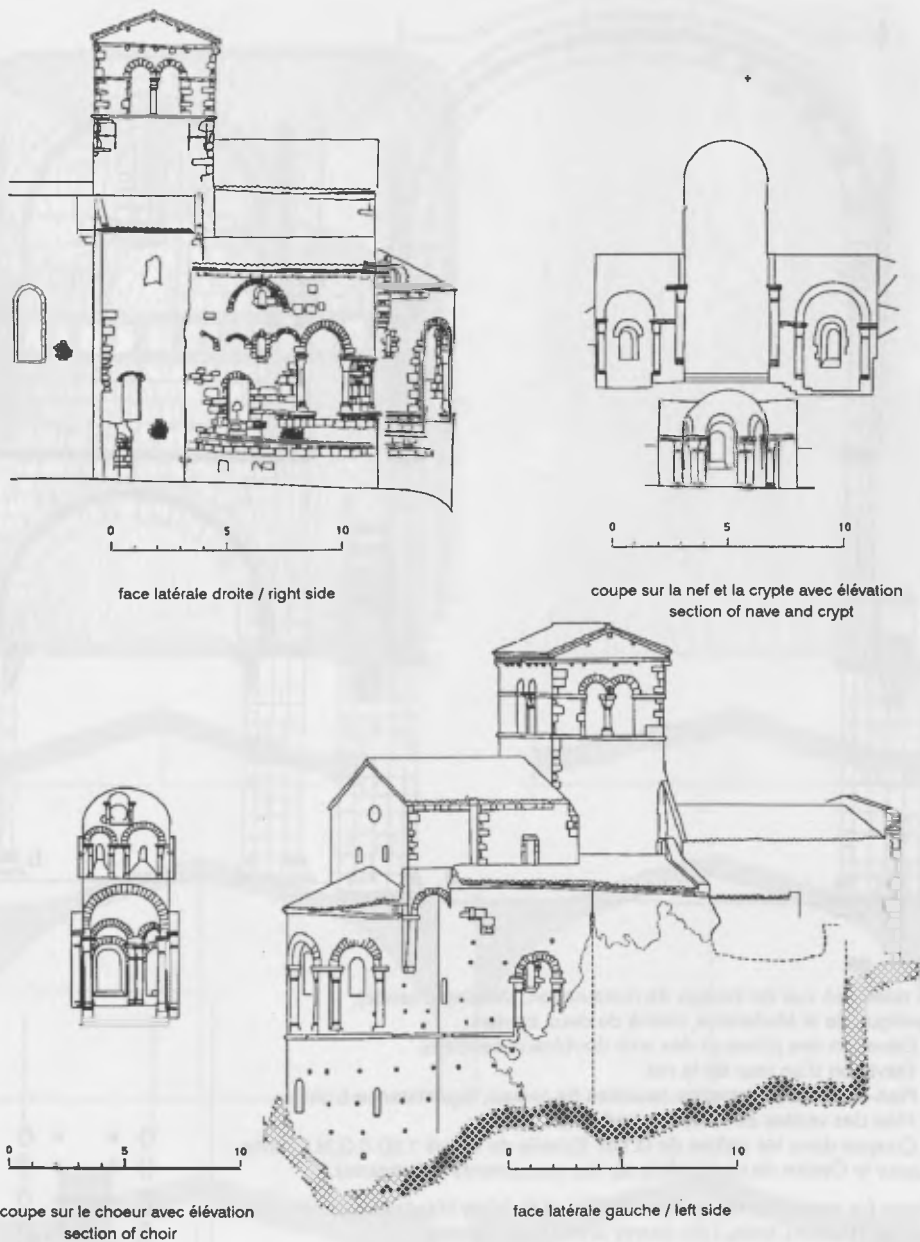 0 5 10
face latérale droite / right side
0 5 10
coupe sur la nef et la crypte avec élévation
section of nave and crypt
0 5 10
coupe sur le choeur avec élévation
section of choir
0 5 10
face latérale gauche / left side